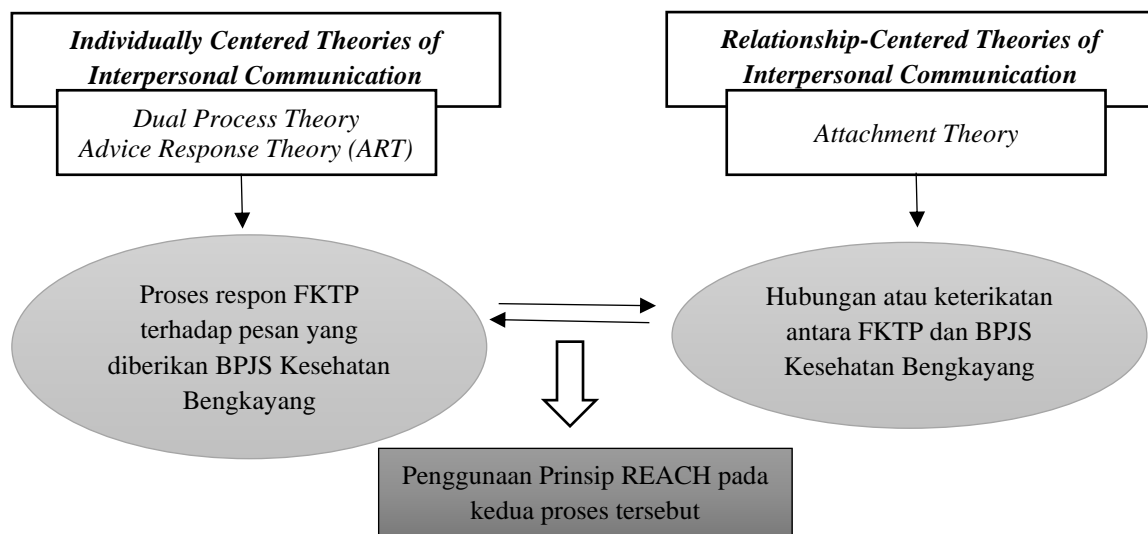 Individually Centered Theories of
Interpersonal Communication
Dual Process Theory
Advice Response Theory (ART)
Relationship-Centered Theories of
Interpersonal Communication
Attachment Theory
Proses respon FKTP
terhadap pesan yang
diberikan BPJS Kesehatan
Bengkayang
Hubungan atau keterikatan
antara FKTP dan BPJS
Kesehatan Bengkayang
Penggunaan Prinsip REACH pada
kedua proses tersebut